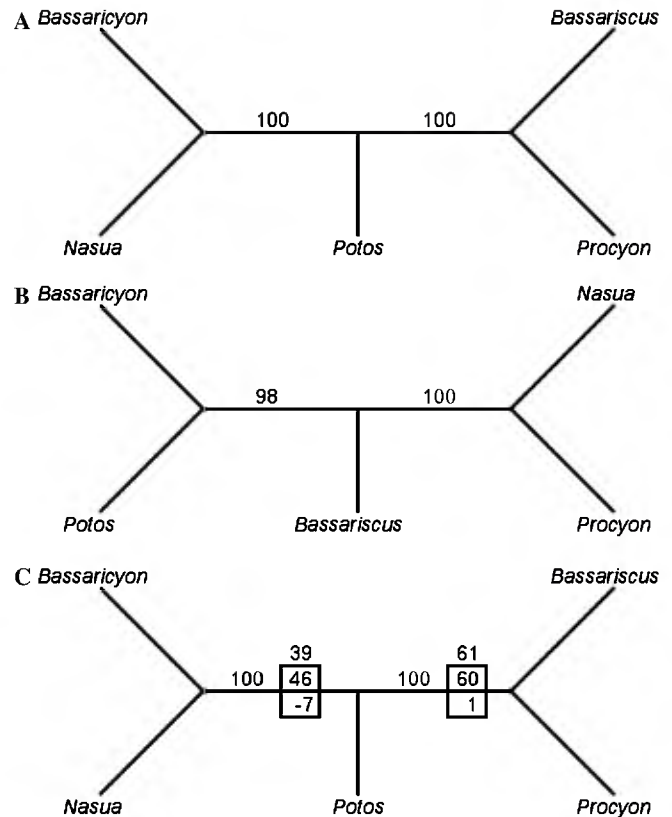 A Bassaricyon Bassariscus
100 100
Nasua Potos Procyon
B Bassaricyon Nasua
98 100
Potos Bassariscus Procyon
C Bassaricyon Bassariscus
39 61
100 46 100 60
-7 1
Nasua Potos Procyon